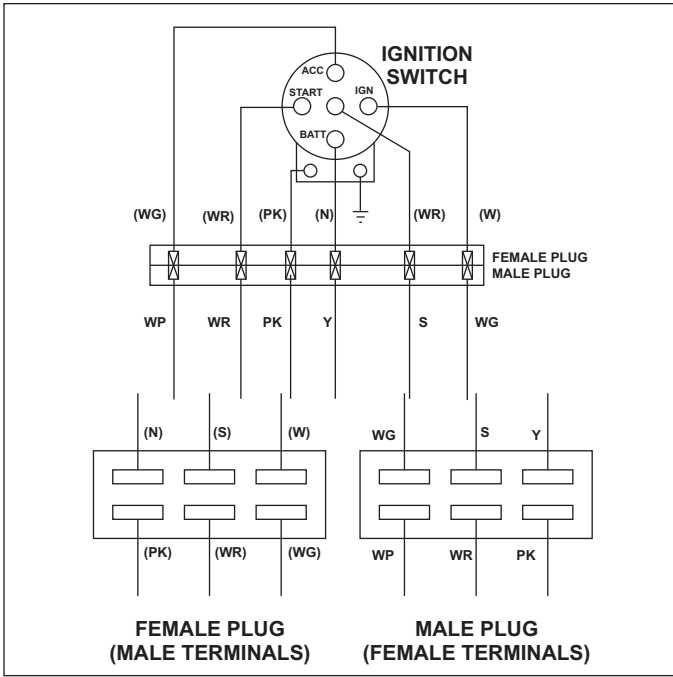 IGNITION
SWITCH
ACC
START
IGN
BATT
(WG) (WR) (PK) (N) (WR) (W)
FEMALE PLUG
MALE PLUG
WP WR PK Y S WG
(N) (S) (W)
WG S Y
(PK) (WR) (WG)
WP WR PK
FEMALE PLUG
(MALE TERMINALS)
MALE PLUG
(FEMALE TERMINALS)